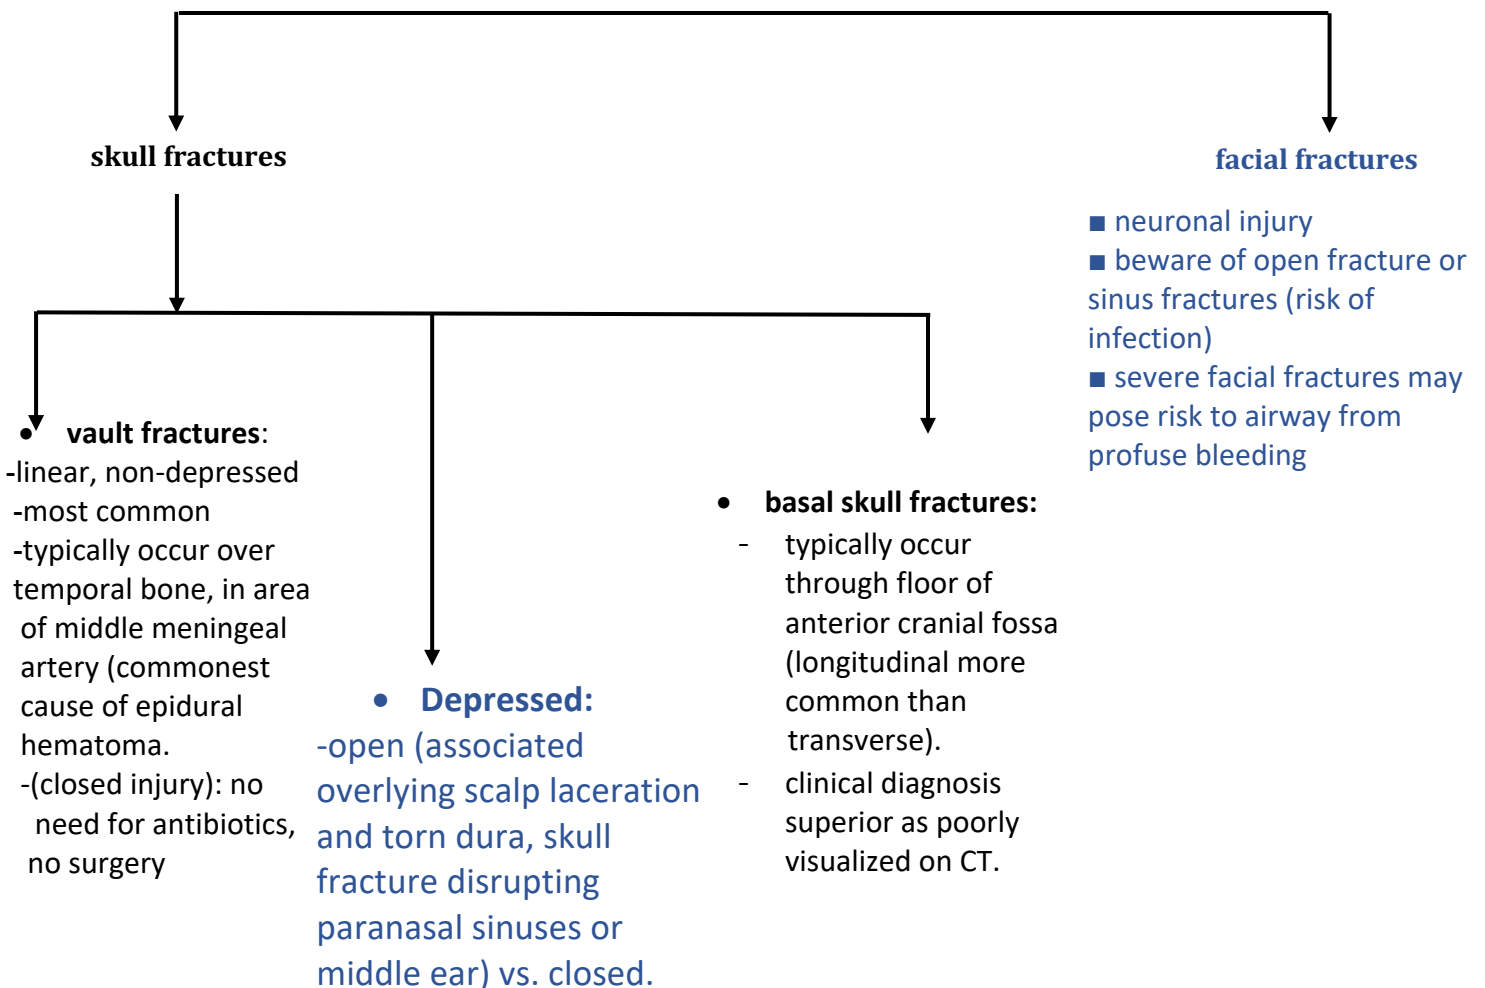 skull fractures
facial fractures
■ neuronal injury
■ beware of open fracture or
sinus fractures (risk of
infection)
■ severe facial fractures may
pose risk to airway from
profuse bleeding
• vault fractures:
-linear, non-depressed
-most common
-typically occur over
temporal bone, in area
of middle meningeal
artery (commonest
cause of epidural
hematoma.
-(closed injury): no
need for antibiotics,
no surgery
• Depressed:
-open (associated
overlying scalp laceration
and torn dura, skull
fracture disrupting
paranasal sinuses or
middle ear) vs. closed.
• basal skull fractures:
- typically occur
through floor of
anterior cranial fossa
(longitudinal more
common than
transverse).
- clinical diagnosis
superior as poorly
visualized on CT.